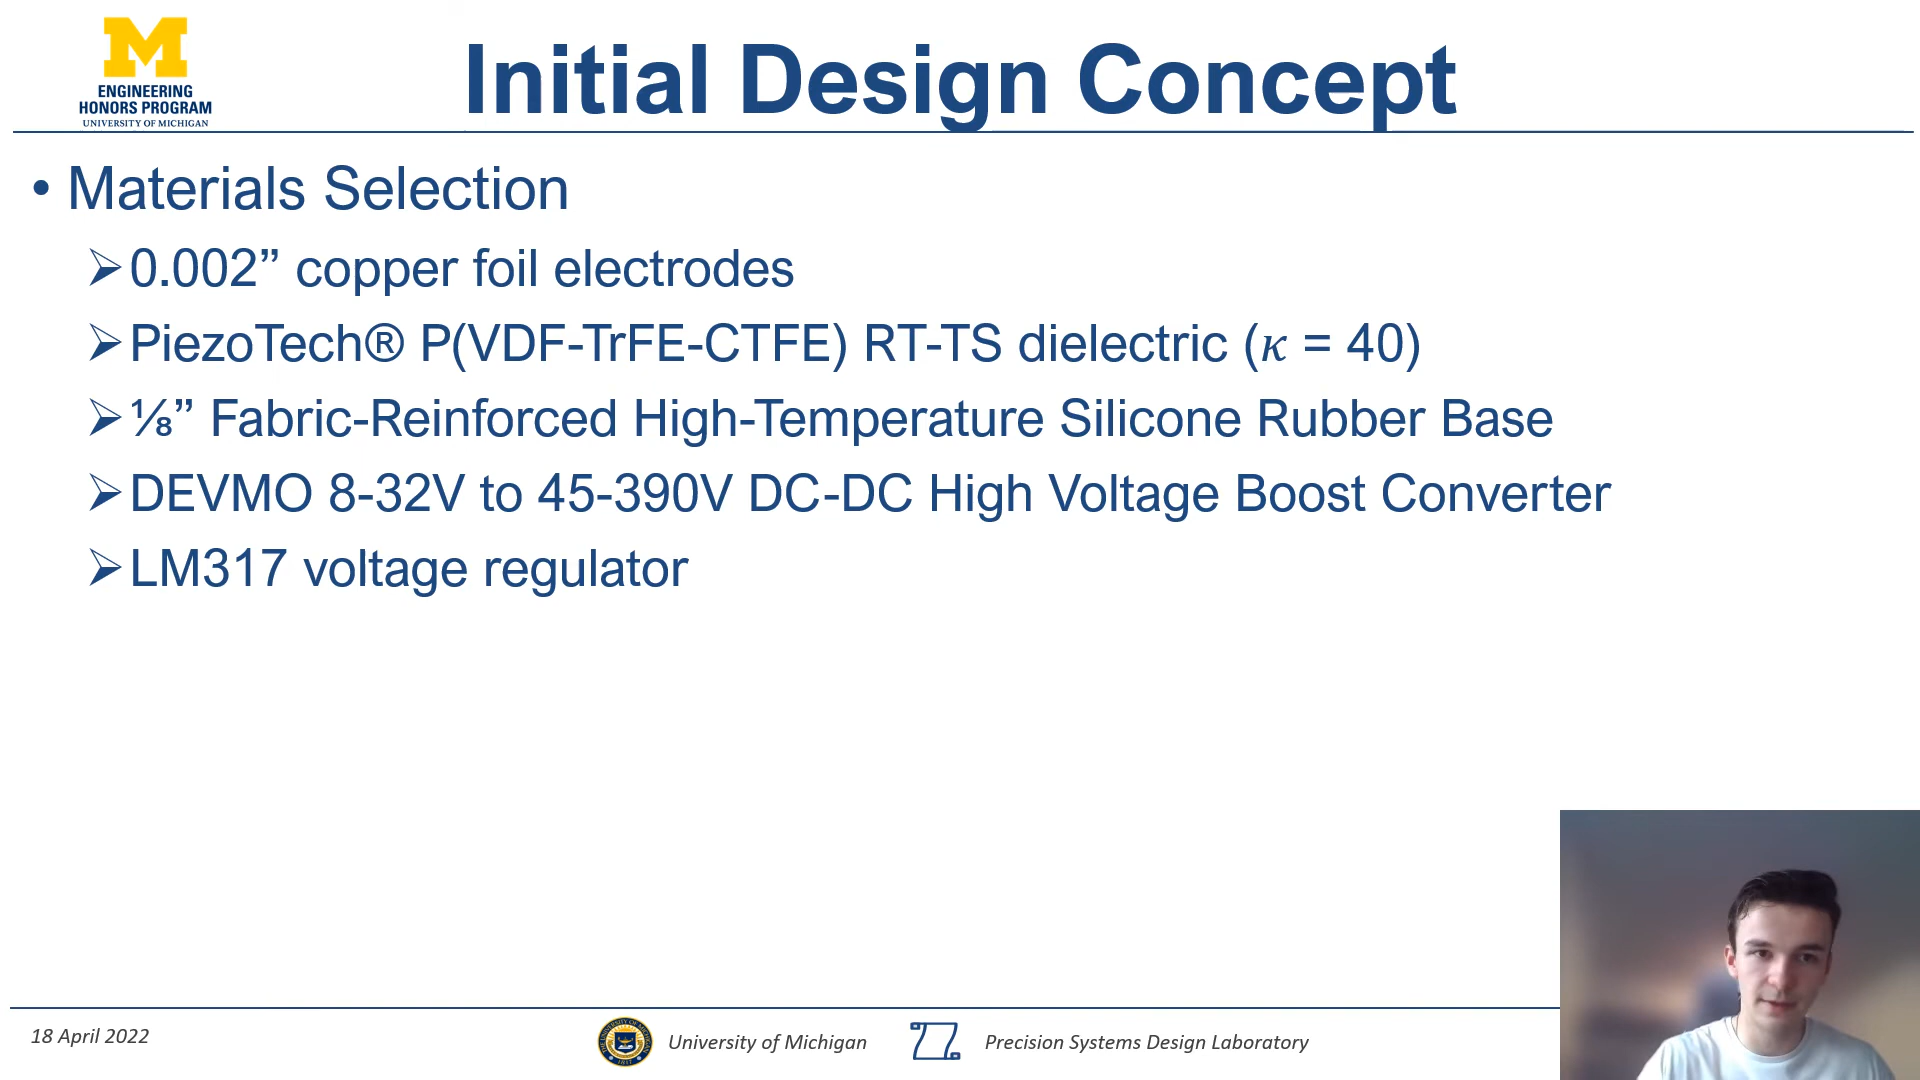 M
ENGINEERING
HONORS PROGRAM
UNIVERSITY OF MICHIGAN
Initial Design Concept
• Materials Selection
➢0.002” copper foil electrodes
➢PiezoTech® P(VDF-TrFE-CTFE) RT-TS dielectric (𝜅 = 40)
➢⅛” Fabric-Reinforced High-Temperature Silicone Rubber Base
➢DEVMO 8-32V to 45-390V DC-DC High Voltage Boost Converter
➢LM317 voltage regulator
18 April 2022
University of Michigan
Precision Systems Design Laboratory